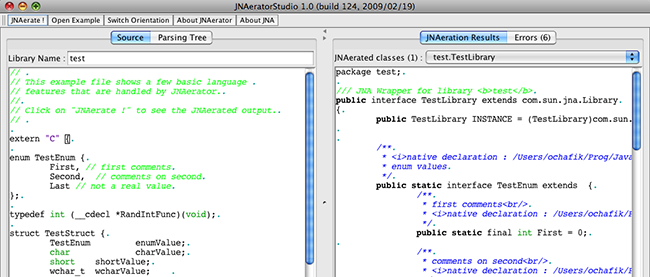 JNAeratorStudio 1.0 (build 124, 2009/02/19)
JNAerate ! Open Example Switch Orientation About JNAerator About JNA
Source Parsing Tree
Library Name : test
// .
// This example file shows a few basic language .
// features that are handled by JNAerator..
//.
// Click on "JNAerate !" to see the JNAerated output..
// .
.
extern "C" {.
.
enum TestEnum {.
First, // first comments.
Second, // comments on second.
Last // not a real value.
};.
.
typedef int (__cdecl *RandIntFunc)(void);.
.
struct TestStruct {.
TestEnum enumValue;.
char charValue;.
short shortValue;.
wchar_t wcharValue; .
JNAeration Results Errors (6)
JNAerated classes (1) : test.TestLibrary
package test;.
.
/// JNA Wrapper for library <b>test</b>.
public interface TestLibrary extends com.sun.jna.Library.
{.
public TestLibrary INSTANCE = (TestLibrary)com.sun.
.
/**.
* <i>native declaration : /Users/ochafik/Prog/Java
* enum values.
*/.
public static interface TestEnum extends {.
/**.
* first comments<br/>.
* <i>native declaration : /Users/ochafik/
*/.
public static final int First = 0;.
.
/**.
* comments on second<br/>.
* <i>native declaration : /Users/ochafik/